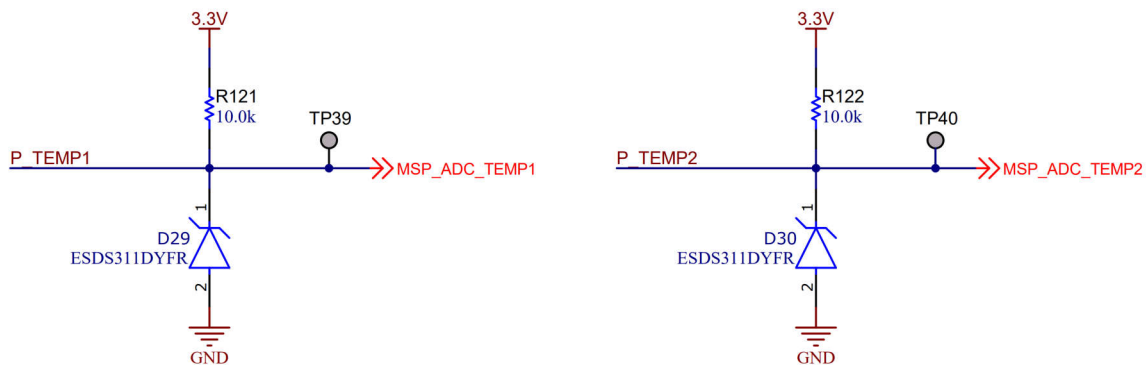 3.3V
R121
10.0k
TP39
P_TEMP1
MSP_ADC_TEMP1
1
D29
ESDS311DYFR
2
GND
3.3V
R122
10.0k
TP40
P_TEMP2
MSP_ADC_TEMP2
1
D30
ESDS311DYFR
2
GND